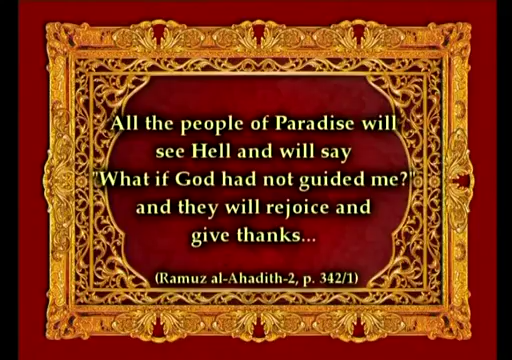 All the people of Paradise will
see Hell and will say
"What if God had not guided me?"
and they will rejoice and
give thanks...
(Ramuz al-Ahadith-2, p. 342/1)